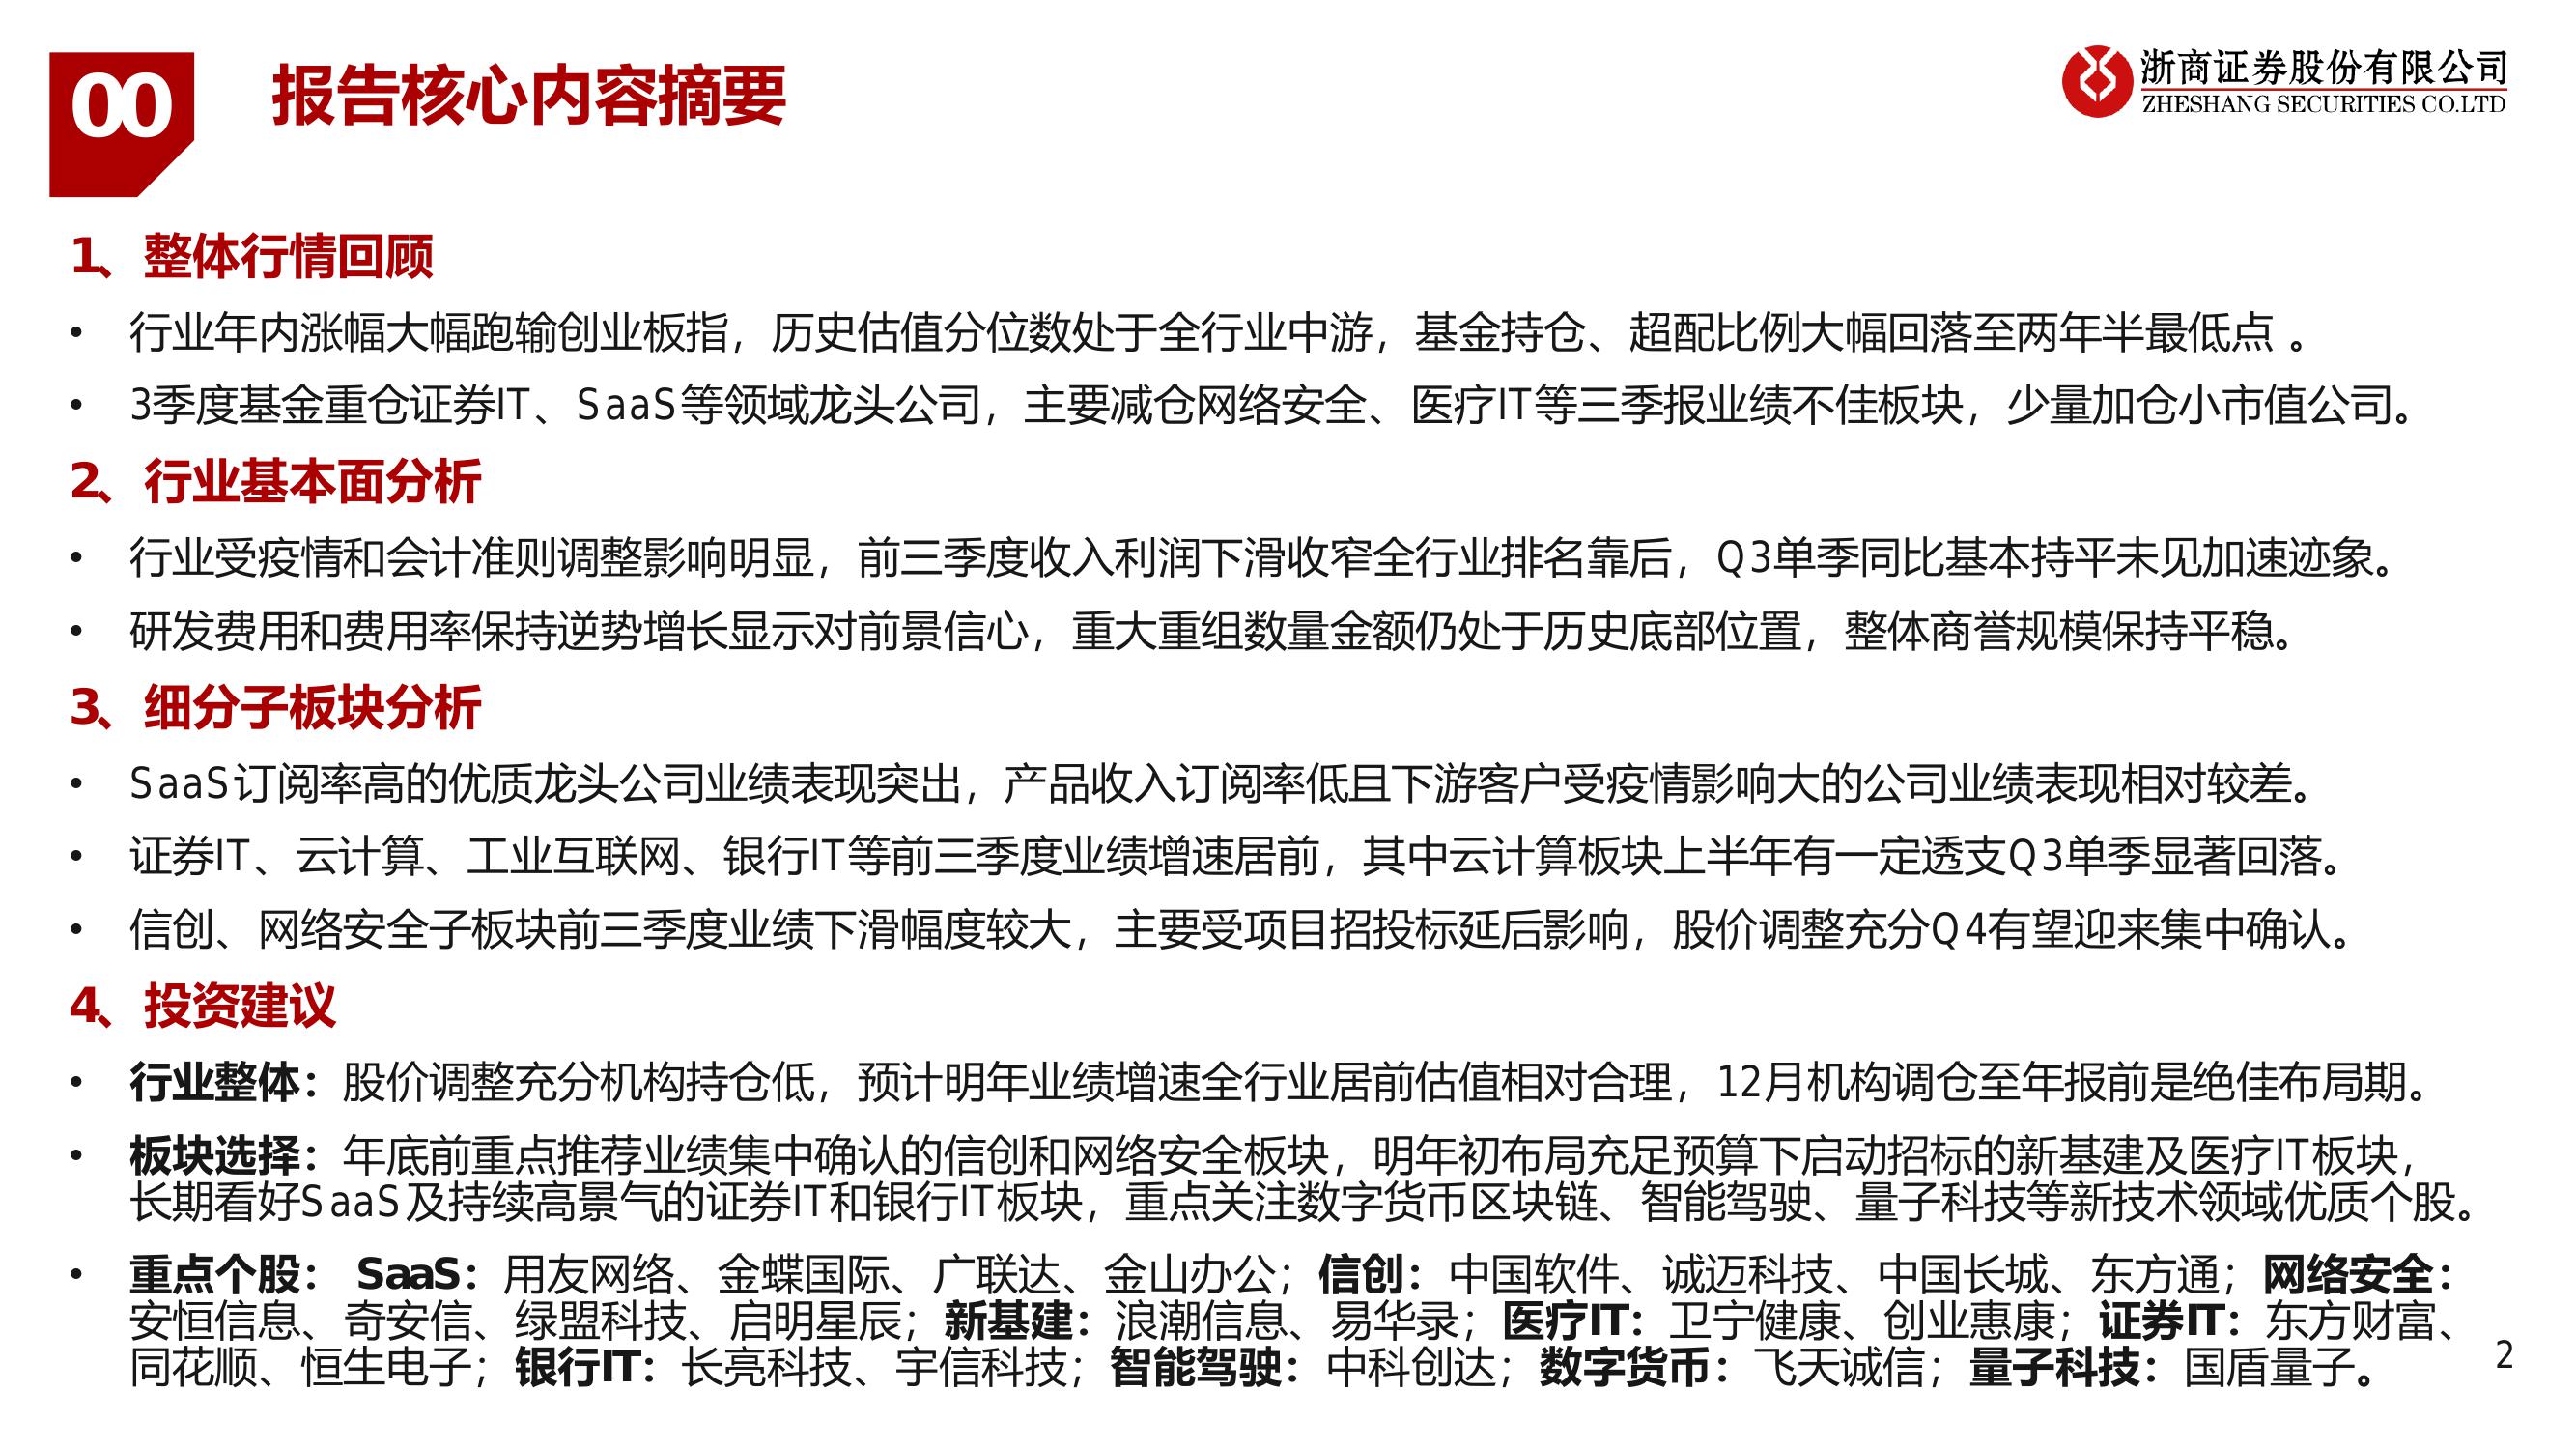 00
报告核心内容摘要
浙商证券股份有限公司
ZHESHANG SECURITIES CO.LTD
1、整体行情回顾
• 行业年内涨幅大幅跑输创业板指，历史估值分位数处于全行业中游，基金持仓、超配比例大幅回落至两年半最低点 。
• 3季度基金重仓证券IT、SaaS等领域龙头公司，主要减仓网络安全、医疗IT等三季报业绩不佳板块，少量加仓小市值公司。
2、行业基本面分析
• 行业受疫情和会计准则调整影响明显，前三季度收入利润下滑收窄全行业排名靠后，Q3单季同比基本持平未见加速迹象。
• 研发费用和费用率保持逆势增长显示对前景信心，重大重组数量金额仍处于历史底部位置，整体商誉规模保持平稳。
3、细分子板块分析
• SaaS订阅率高的优质龙头公司业绩表现突出，产品收入订阅率低且下游客户受疫情影响大的公司业绩表现相对较差。
• 证券IT、云计算、工业互联网、银行IT等前三季度业绩增速居前，其中云计算板块上半年有一定透支Q3单季显著回落。
• 信创、网络安全子板块前三季度业绩下滑幅度较大，主要受项目招投标延后影响，股价调整充分Q4有望迎来集中确认。
4、投资建议
• 行业整体：股价调整充分机构持仓低，预计明年业绩增速全行业居前估值相对合理，12月机构调仓至年报前是绝佳布局期。
• 板块选择：年底前重点推荐业绩集中确认的信创和网络安全板块，明年初布局充足预算下启动招标的新基建及医疗IT板块，
长期看好SaaS及持续高景气的证券IT和银行IT板块，重点关注数字货币区块链、智能驾驶、量子科技等新技术领域优质个股。
• 重点个股： SaaS：用友网络、金蝶国际、广联达、金山办公；信创：中国软件、诚迈科技、中国长城、东方通；网络安全：
安恒信息、奇安信、绿盟科技、启明星辰；新基建：浪潮信息、易华录；医疗IT：卫宁健康、创业惠康；证券IT：东方财富、
同花顺、恒生电子；银行IT：长亮科技、宇信科技；智能驾驶：中科创达；数字货币：飞天诚信；量子科技：国盾量子。
2